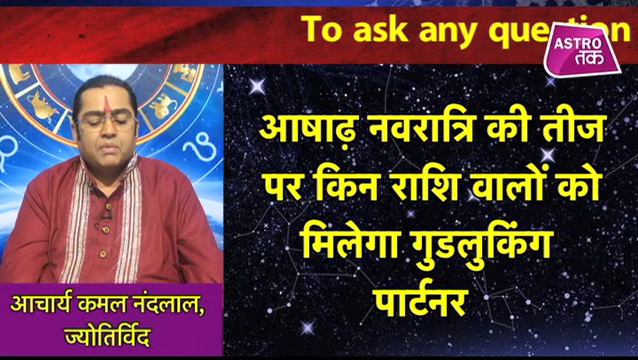 To ask any question
ASTRO
तक
आषाढ़ नवरात्रि की तीज
पर किन राशि वालों को
मिलेगा गुडलुकिंग
पार्टनर
आचार्य कमल नंदलाल,
ज्योतिर्विद